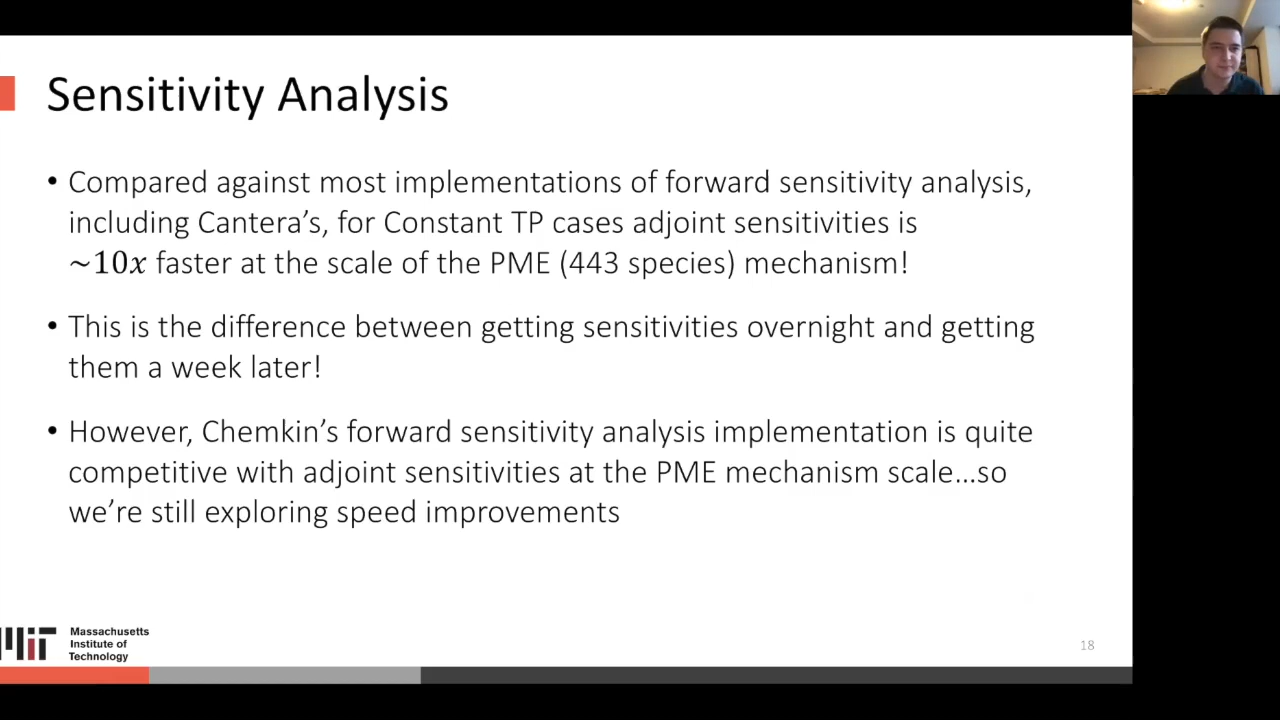 Sensitivity Analysis
• Compared against most implementations of forward sensitivity analysis,
including Cantera's, for Constant TP cases adjoint sensitivities is
~10x faster at the scale of the PME (443 species) mechanism!
• This is the difference between getting sensitivities overnight and getting
them a week later!
• However, Chemkin's forward sensitivity analysis implementation is quite
competitive with adjoint sensitivities at the PME mechanism scale…so
we're still exploring speed improvements
MIT
Massachusetts
Institute of
Technology
18